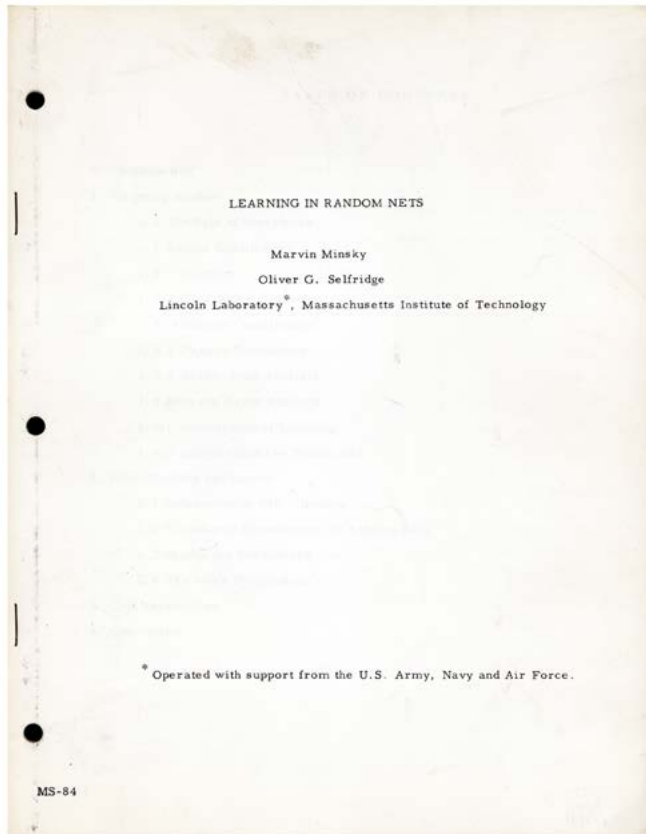 LEARNING IN RANDOM NETS
Marvin Minsky
Oliver G. Selfridge
Lincoln Laboratory*, Massachusetts Institute of Technology
* Operated with support from the U.S. Army, Navy and Air Force.
MS-84